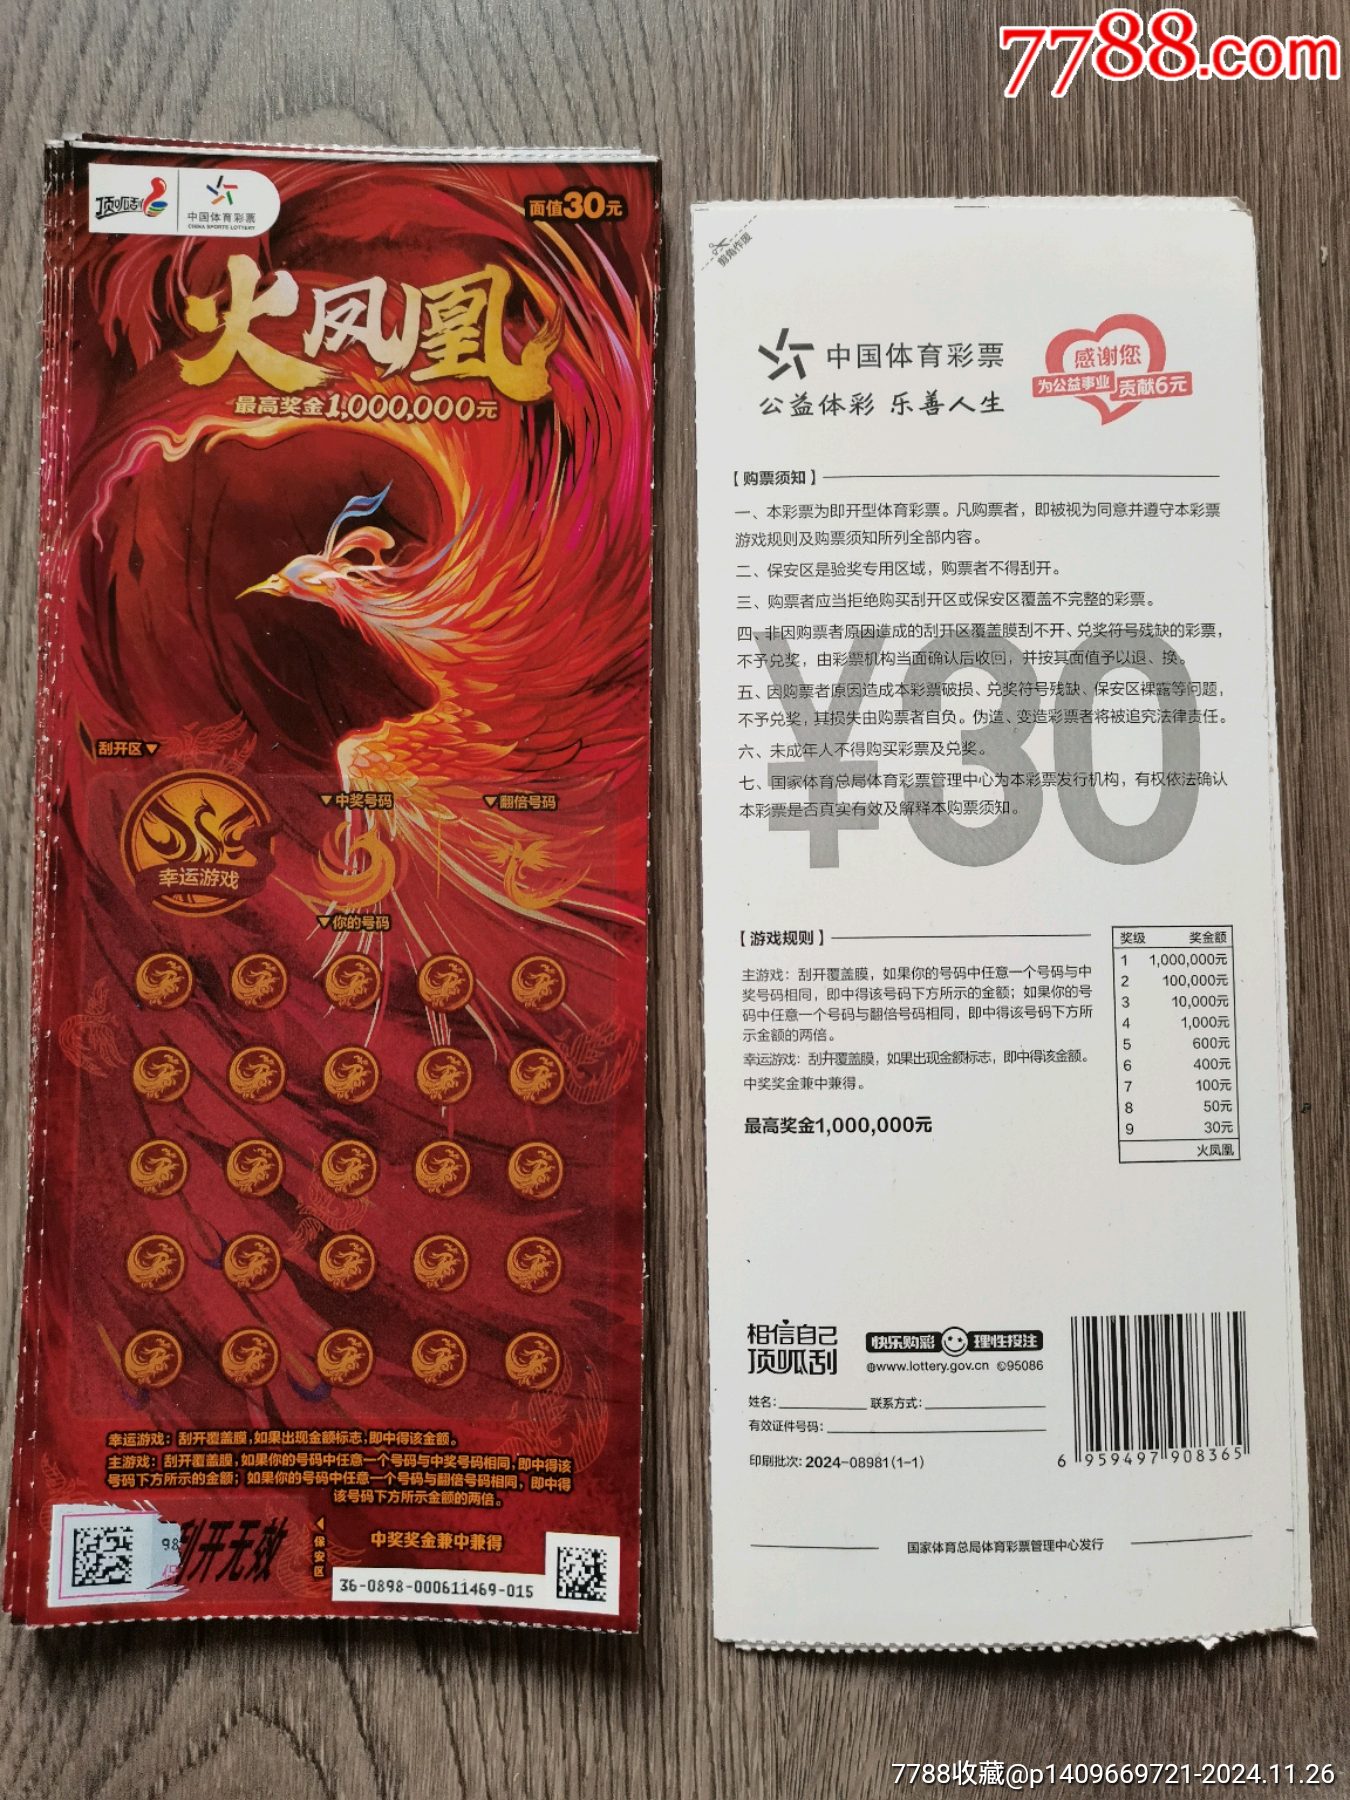 7788.com
顶呱刮
中国体育彩票
CHINA SPORTS LOTTERY
面值30元
火凤凰
最高奖金1,000,000元
刮开区▼
▼中奖号码
▼翻倍号码
幸运游戏
▼你的号码
幸运游戏：刮开覆盖膜，如果出现金额标志，即中得该金额。
主游戏：刮开覆盖膜，如果你的号码中任意一个号码与中奖号码相同，即中得该
号码下方所示的金额；如果你的号码中任意一个号码与翻倍号码相同，即中得
该号码下方所示金额的两倍。
刮开无效
◀保安区
中奖奖金兼中兼得
36-0898-000611469-015
剪角作废
中国体育彩票
公益体彩 乐善人生
感谢您
为公益事业贡献6元
【购票须知】
一、本彩票为即开型体育彩票。凡购票者，即被视为同意并遵守本彩票
游戏规则及购票须知所列全部内容。
二、保安区是验奖专用区域，购票者不得刮开。
三、购票者应当拒绝购买刮开区或保安区覆盖不完整的彩票。
四、非因购票者原因造成的刮开区覆盖膜刮不开、兑奖符号残缺的彩票，
不予兑奖，由彩票机构当面确认后收回，并按其面值予以退、换。
五、因购票者原因造成本彩票破损、兑奖符号残缺、保安区裸露等问题，
不予兑奖，其损失由购票者自负。伪造、变造彩票者将被追究法律责任。
六、未成年人不得购买彩票及兑奖。
七、国家体育总局体育彩票管理中心为本彩票发行机构，有权依法确认
本彩票是否真实有效及解释本购票须知。
¥30
【游戏规则】
主游戏：刮开覆盖膜，如果你的号码中任意一个号码与中
奖号码相同，即中得该号码下方所示的金额；如果你的号
码中任意一个号码与翻倍号码相同，即中得该号码下方所
示金额的两倍。
幸运游戏：刮开覆盖膜，如果出现金额标志，即中得该金额。
中奖奖金兼中兼得。
最高奖金1,000,000元
奖级 奖金额
1 1,000,000元
2 100,000元
3 10,000元
4 1,000元
5 600元
6 400元
7 100元
8 50元
9 30元
火凤凰
相信自己
顶呱刮
快乐购彩 理性投注
www.lottery.gov.cn 95086
姓名: 联系方式:
有效证件号码:
印刷批次: 2024-08981(1-1)
6 959497 908365
国家体育总局体育彩票管理中心发行
7788收藏@p1409669721-2024.11.26